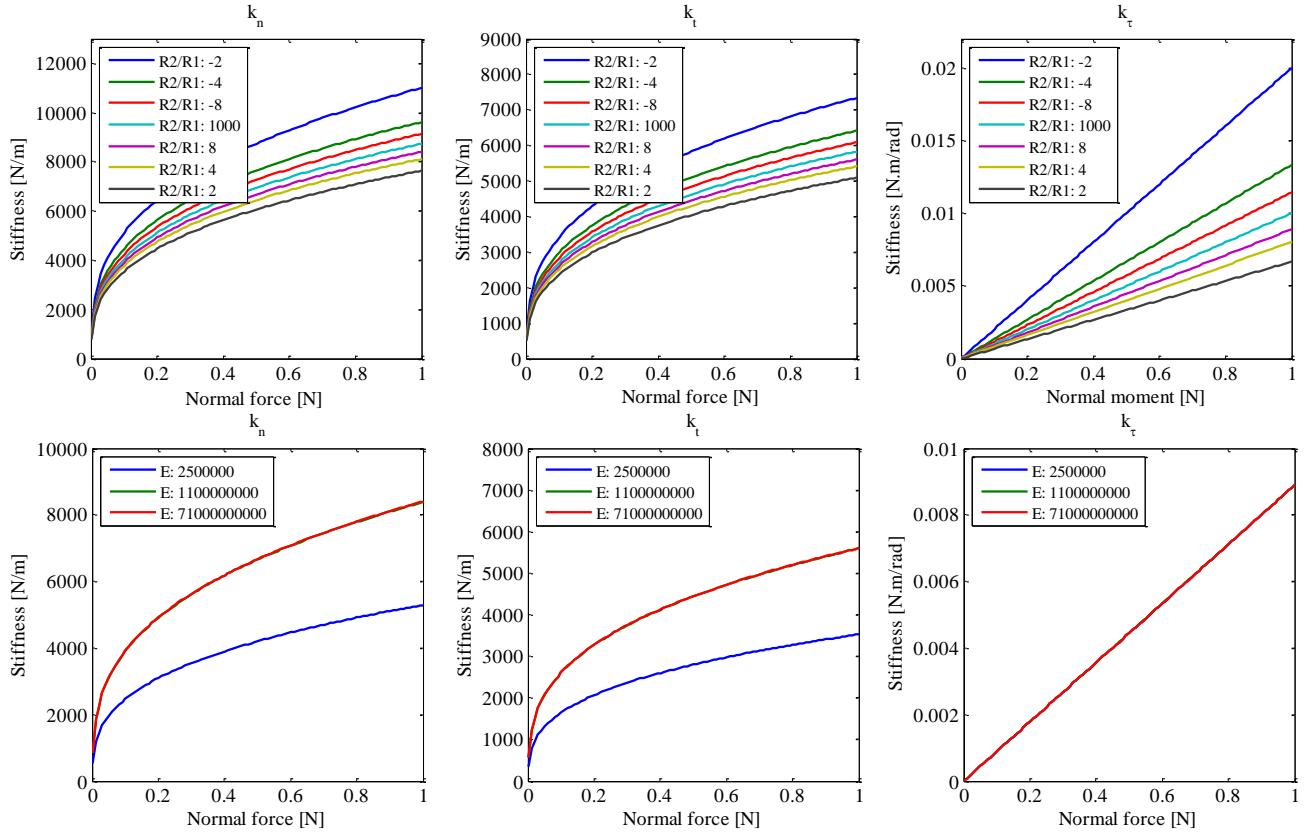 k_n
Stiffness [N/m]
12000
10000
8000
6000
4000
2000
0
R2/R1: -2
R2/R1: -4
R2/R1: -8
R2/R1: 1000
R2/R1: 8
R2/R1: 4
R2/R1: 2
0 0.2 0.4 0.6 0.8 1
Normal force [N]
k_t
Stiffness [N/m]
9000
8000
7000
6000
5000
4000
3000
2000
1000
0
R2/R1: -2
R2/R1: -4
R2/R1: -8
R2/R1: 1000
R2/R1: 8
R2/R1: 4
R2/R1: 2
0 0.2 0.4 0.6 0.8 1
Normal force [N]
k_τ
Stiffness [N.m/rad]
0.02
0.015
0.01
0.005
0
R2/R1: -2
R2/R1: -4
R2/R1: -8
R2/R1: 1000
R2/R1: 8
R2/R1: 4
R2/R1: 2
0 0.2 0.4 0.6 0.8 1
Normal moment [N]
k_n
Stiffness [N/m]
10000
8000
6000
4000
2000
0
E: 2500000
E: 1100000000
E: 71000000000
0 0.2 0.4 0.6 0.8 1
Normal force [N]
k_t
Stiffness [N/m]
8000
7000
6000
5000
4000
3000
2000
1000
0
E: 2500000
E: 1100000000
E: 71000000000
0 0.2 0.4 0.6 0.8 1
Normal force [N]
k_τ
Stiffness [N.m/rad]
0.01
0.008
0.006
0.004
0.002
0
E: 2500000
E: 1100000000
E: 71000000000
0 0.2 0.4 0.6 0.8 1
Normal force [N]